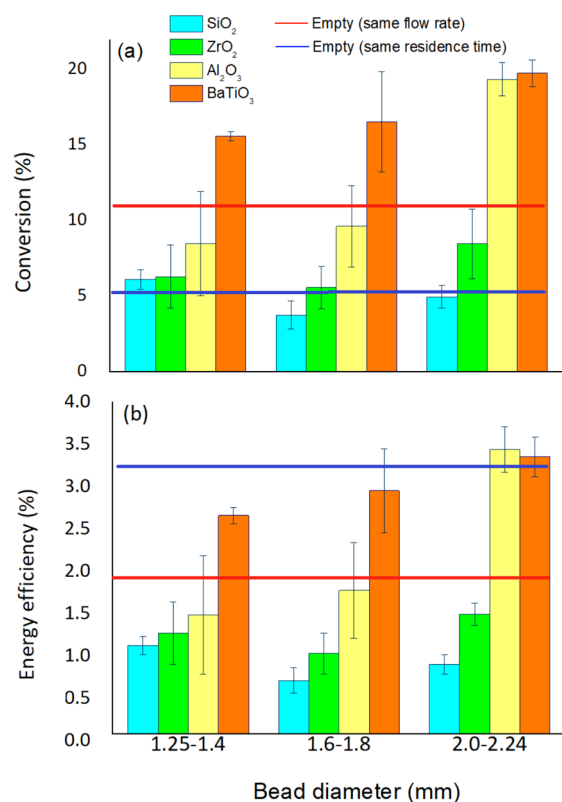 SiO₂
ZrO₂
Al₂O₃
BaTiO₃
Empty (same flow rate)
Empty (same residence time)
(a)
Conversion (%)
20
15
10
5
0
(b)
Energy efficiency (%)
4.0
3.5
3.0
2.5
2.0
1.5
1.0
0.5
0.0
1.25-1.4 1.6-1.8 2.0-2.24
Bead diameter (mm)